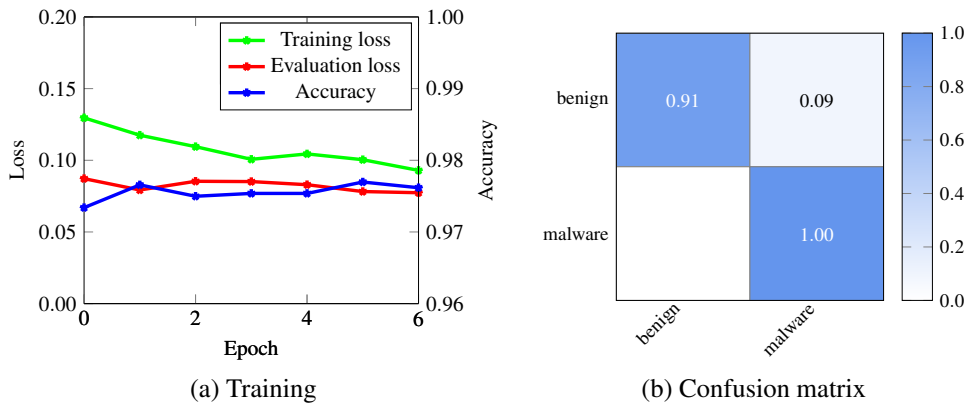 0.20
0.15
0.10
0.05
0.00
Loss
0
2
4
6
Epoch
1.00
0.99
0.98
0.97
0.96
Accuracy
Training loss
Evaluation loss
Accuracy
(a) Training
benign
malware
0.91
0.09
1.00
benign
malware
1.0
0.8
0.6
0.4
0.2
0.0
(b) Confusion matrix